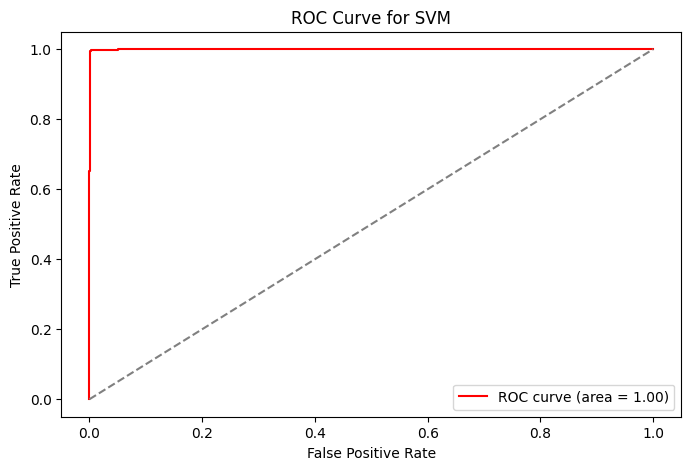 ROC Curve for SVM
1.0
0.8
0.6
0.4
0.2
0.0
True Positive Rate
ROC curve (area = 1.00)
0.0 0.2 0.4 0.6 0.8 1.0
False Positive Rate